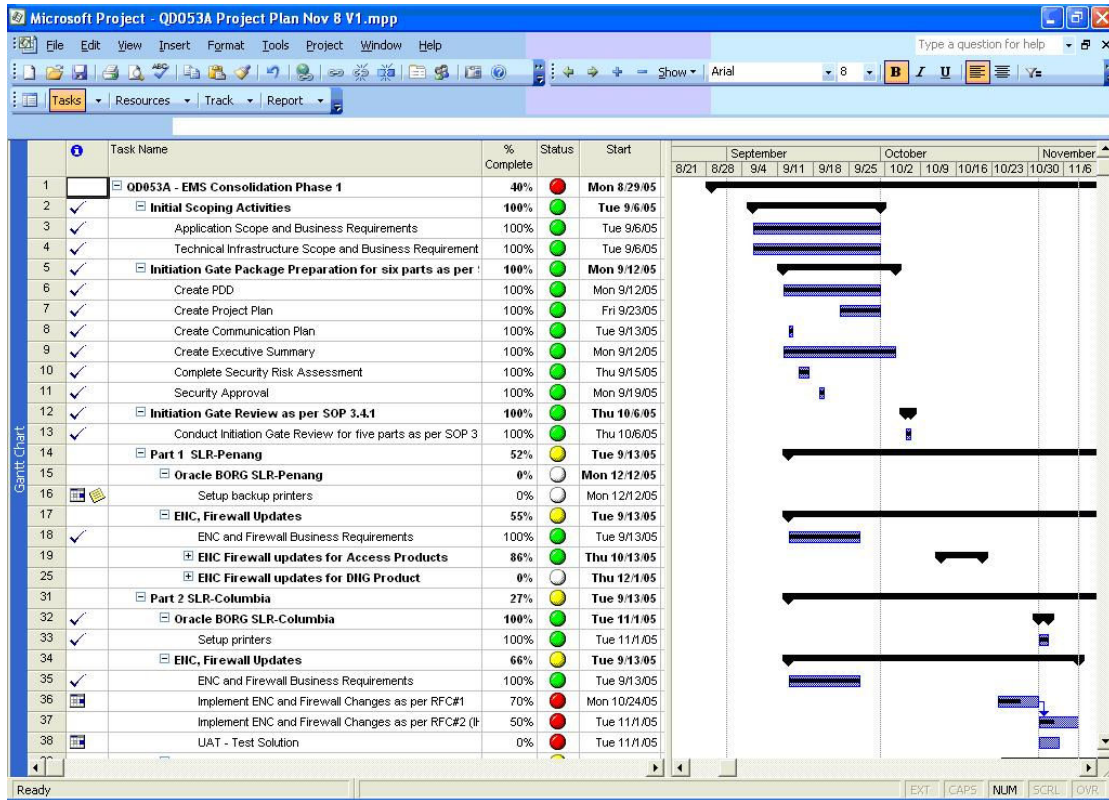 Microsoft Project - QD053A Project Plan Nov 8 V1.mpp
File Edit View Insert Format Tools Project Window Help Type a question for help
Show Arial 8 B I U
Tasks Resources Track Report
Task Name % Complete Status Start
September October November
8/21 8/28 9/4 9/11 9/18 9/25 10/2 10/9 10/16 10/23 10/30 11/6
1 QD053A - EMS Consolidation Phase 1 40% Mon 8/29/05
2 Initial Scoping Activities 100% Tue 9/6/05
3 Application Scope and Business Requirements 100% Tue 9/6/05
4 Technical Infrastructure Scope and Business Requirement 100% Tue 9/6/05
5 Initiation Gate Package Preparation for six parts as per 100% Mon 9/12/05
6 Create PDD 100% Mon 9/12/05
7 Create Project Plan 100% Fri 9/23/05
8 Create Communication Plan 100% Tue 9/13/05
9 Create Executive Summary 100% Mon 9/12/05
10 Complete Security Risk Assessment 100% Thu 9/15/05
11 Security Approval 100% Mon 9/19/05
12 Initiation Gate Review as per SOP 3.4.1 100% Thu 10/6/05
13 Conduct Initiation Gate Review for five parts as per SOP 3 100% Thu 10/6/05
14 Part 1 SLR-Penang 52% Tue 9/13/05
15 Oracle BORG SLR-Penang 0% Mon 12/12/05
16 Setup backup printers 0% Mon 12/12/05
17 ENC, Firewall Updates 55% Tue 9/13/05
18 ENC and Firewall Business Requirements 100% Tue 9/13/05
19 ENC Firewall updates for Access Products 86% Thu 10/13/05
25 ENC Firewall updates for DNG Product 0% Thu 12/1/05
31 Part 2 SLR-Columbia 27% Tue 9/13/05
32 Oracle BORG SLR-Columbia 100% Tue 11/1/05
33 Setup printers 100% Tue 11/1/05
34 ENC, Firewall Updates 66% Tue 9/13/05
35 ENC and Firewall Business Requirements 100% Tue 9/13/05
36 Implement ENC and Firewall Changes as per RFC#1 70% Mon 10/24/05
37 Implement ENC and Firewall Changes as per RFC#2 50% Tue 11/1/05
38 UAT - Test Solution 0% Tue 11/1/05
Gantt Chart
Ready EXT CAPS NUM SCRL OVR